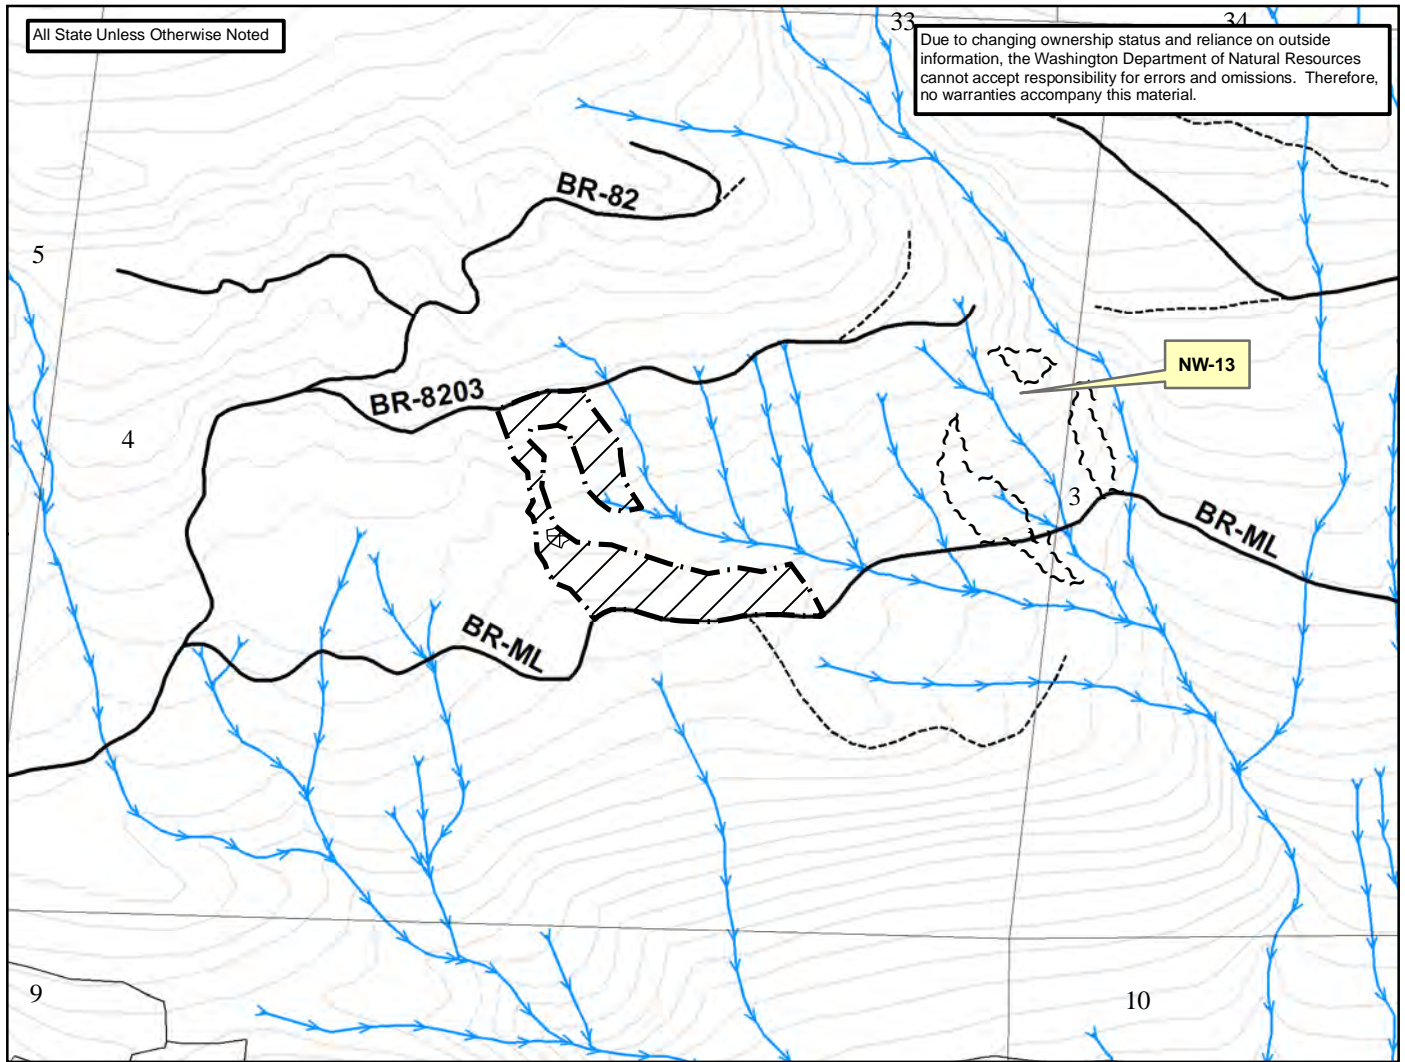 33
34
All State Unless Otherwise Noted
Due to changing ownership status and reliance on outside
information, the Washington Department of Natural Resources
cannot accept responsibility for errors and omissions. Therefore,
no warranties accompany this material.
BR-82
5
NW-13
BR-8203
4
3
BR-ML
BR-ML
9
10